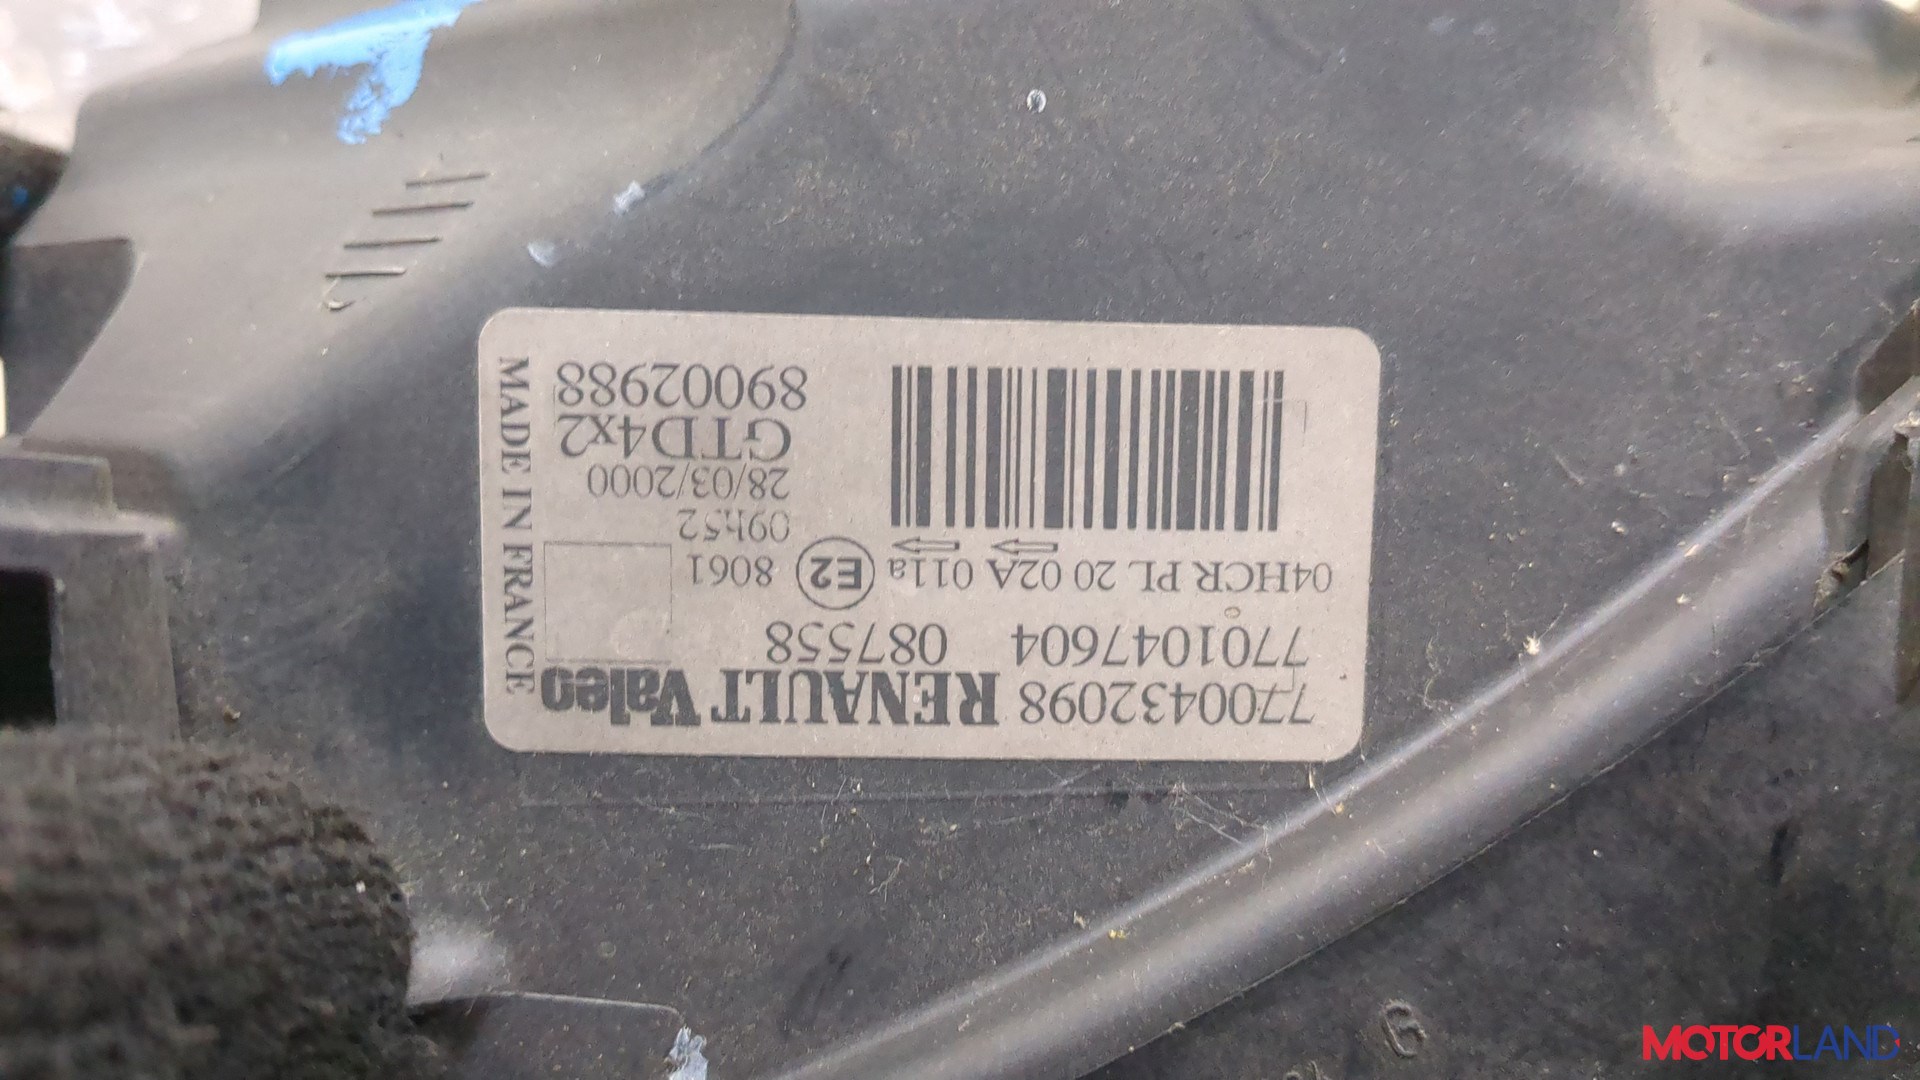 7700432098 RENAULT Valeo
7701047604 087558
04HCR PL 20 02A 011a E2 8061
09h52
28/03/2000
GTD4x2
89002988
MADE IN FRANCE
6
MOTORLAND